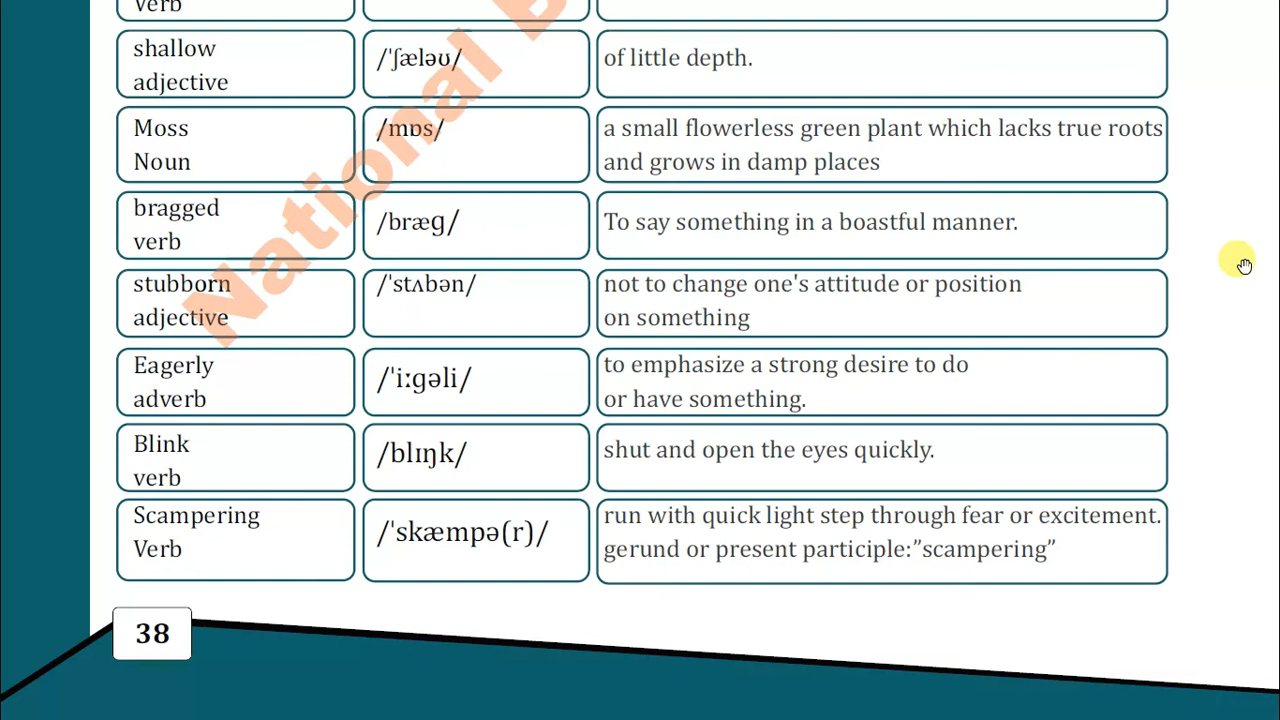 verb
shallow
adjective
/ˈʃæləʊ/
of little depth.
Moss
Noun
/mɒs/
a small flowerless green plant which lacks true roots
and grows in damp places
bragged
verb
/bræɡ/
To say something in a boastful manner.
stubborn
adjective
/ˈstʌbən/
not to change one's attitude or position
on something
Eagerly
adverb
/ˈiːɡəli/
to emphasize a strong desire to do
or have something.
Blink
verb
/blɪŋk/
shut and open the eyes quickly.
Scampering
Verb
/ˈskæmpə(r)/
run with quick light step through fear or excitement.
gerund or present participle:”scampering”
38
National B